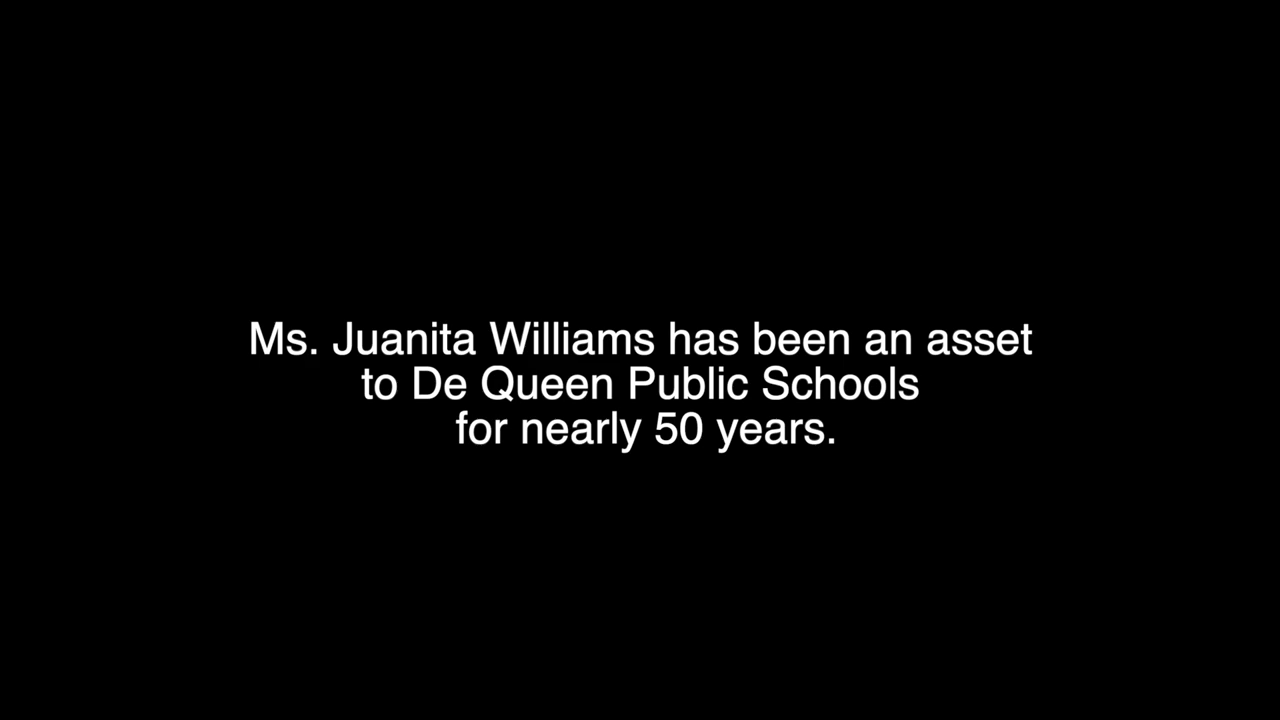 Ms. Juanita Williams has been an asset
to De Queen Public Schools
for nearly 50 years.